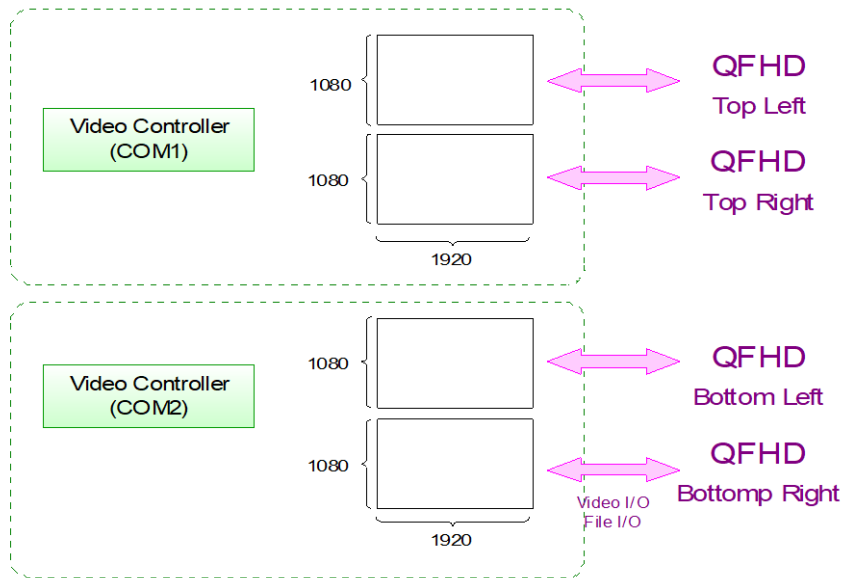 1080
QFHD
Top Left
Video Controller
(COM1)
1080
QFHD
Top Right
1920
1080
QFHD
Bottom Left
Video Controller
(COM2)
1080
QFHD
Bottomp Right
Video I/O
File I/O
1920